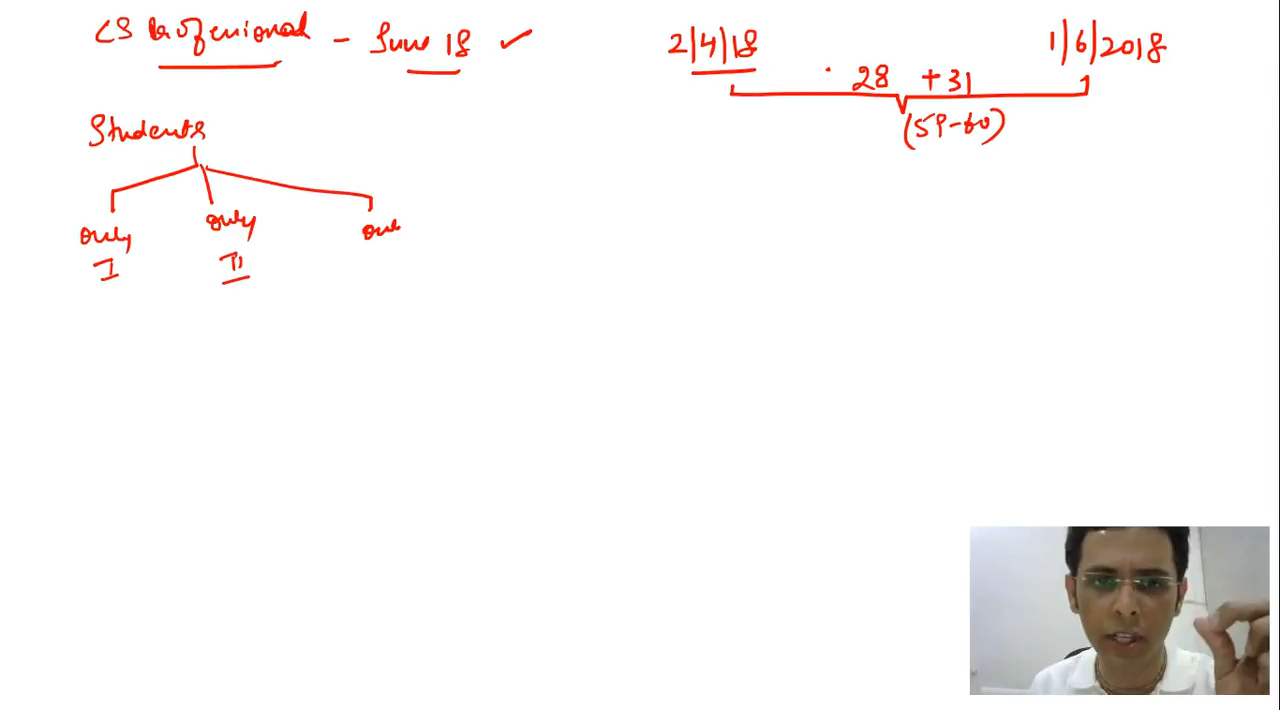 CS Professional - June 18 ✓
2/4/18
1/6/2018
28 + 31
(59-60)
Students
only
I
only
II